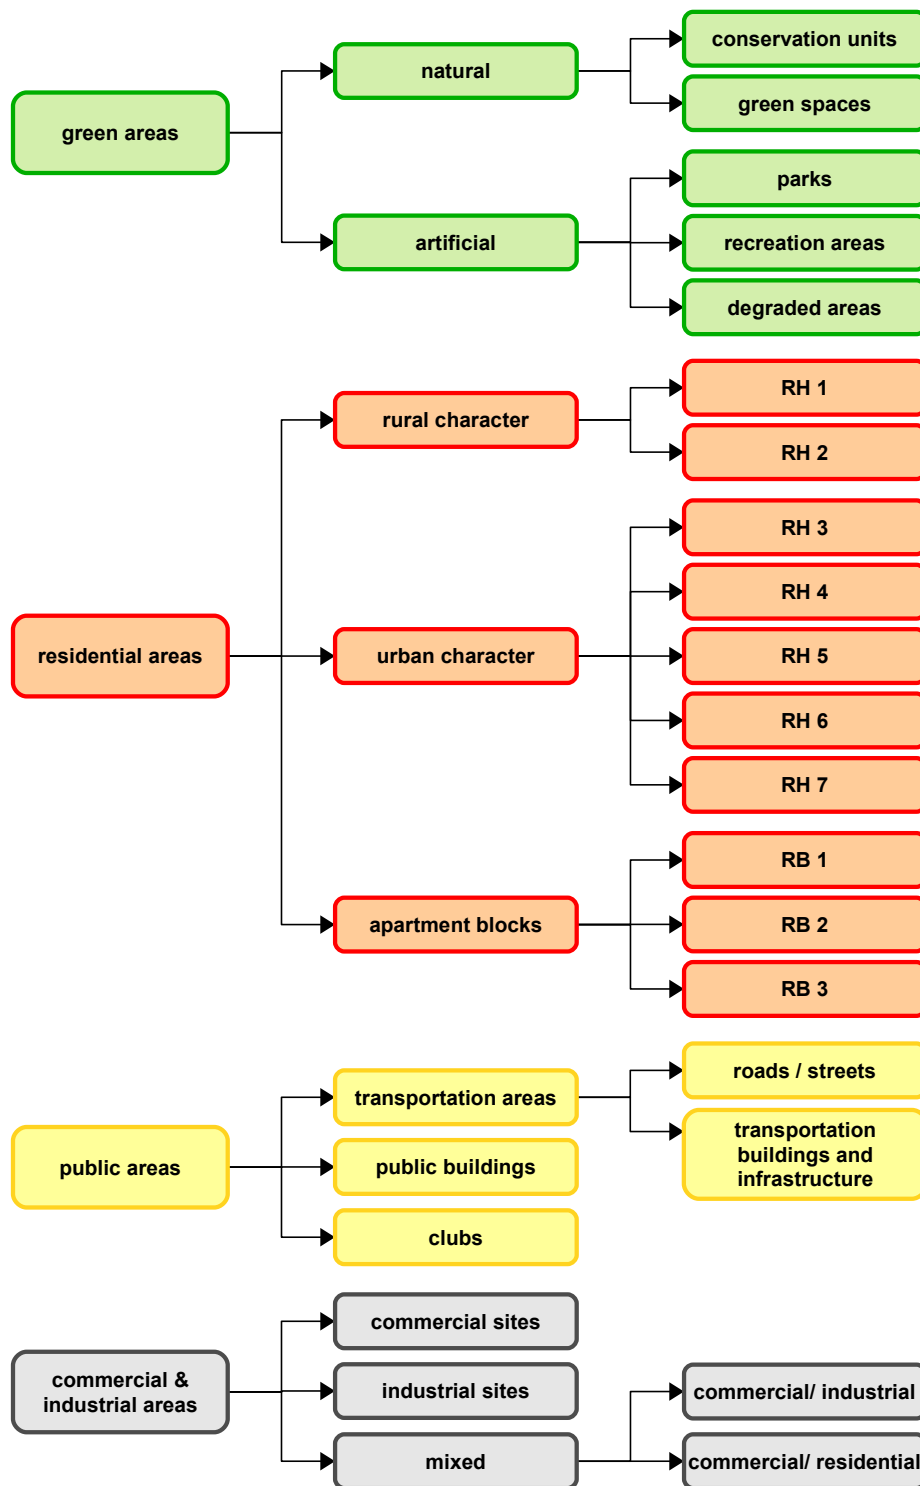 green areas
natural
conservation units
green spaces
artificial
parks
recreation areas
degraded areas
residential areas
rural character
RH 1
RH 2
urban character
RH 3
RH 4
RH 5
RH 6
RH 7
apartment blocks
RB 1
RB 2
RB 3
public areas
transportation areas
roads / streets
transportation
buildings and
infrastructure
public buildings
clubs
commercial &
industrial areas
commercial sites
industrial sites
mixed
commercial/ industrial
commercial/ residential